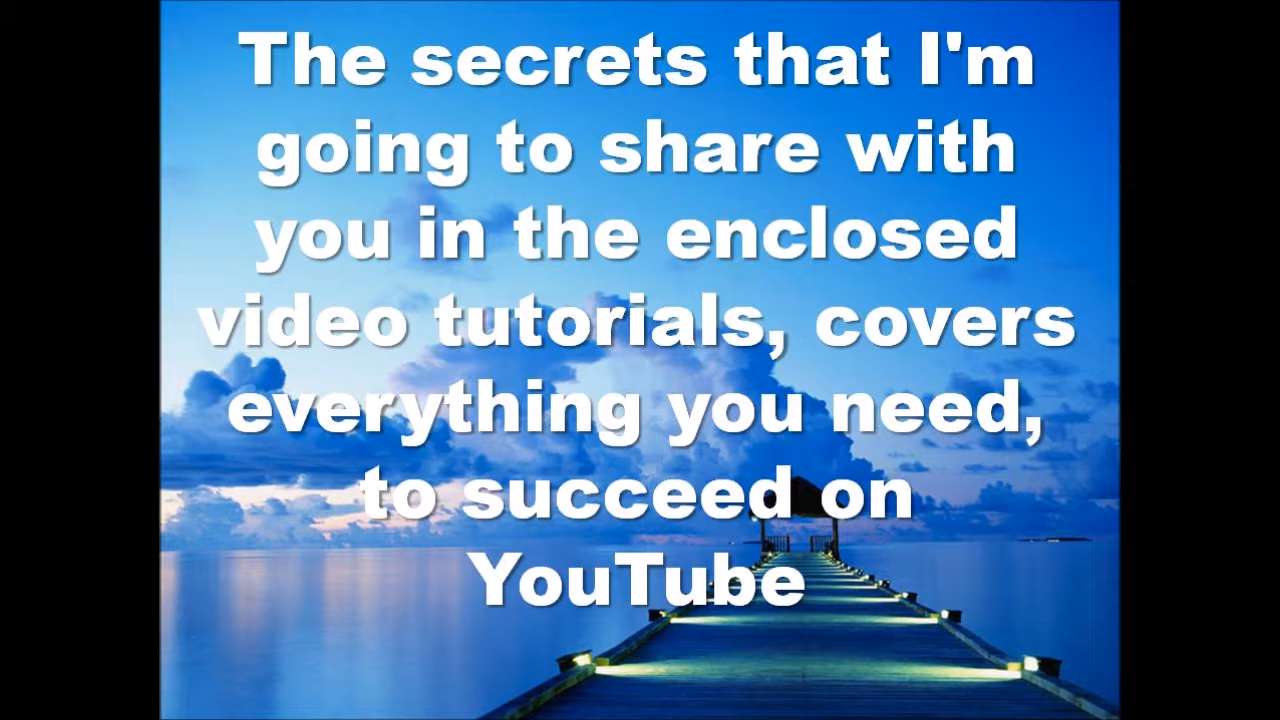 The secrets that I'm
going to share with
you in the enclosed
video tutorials, covers
everything you need,
to succeed on
YouTube